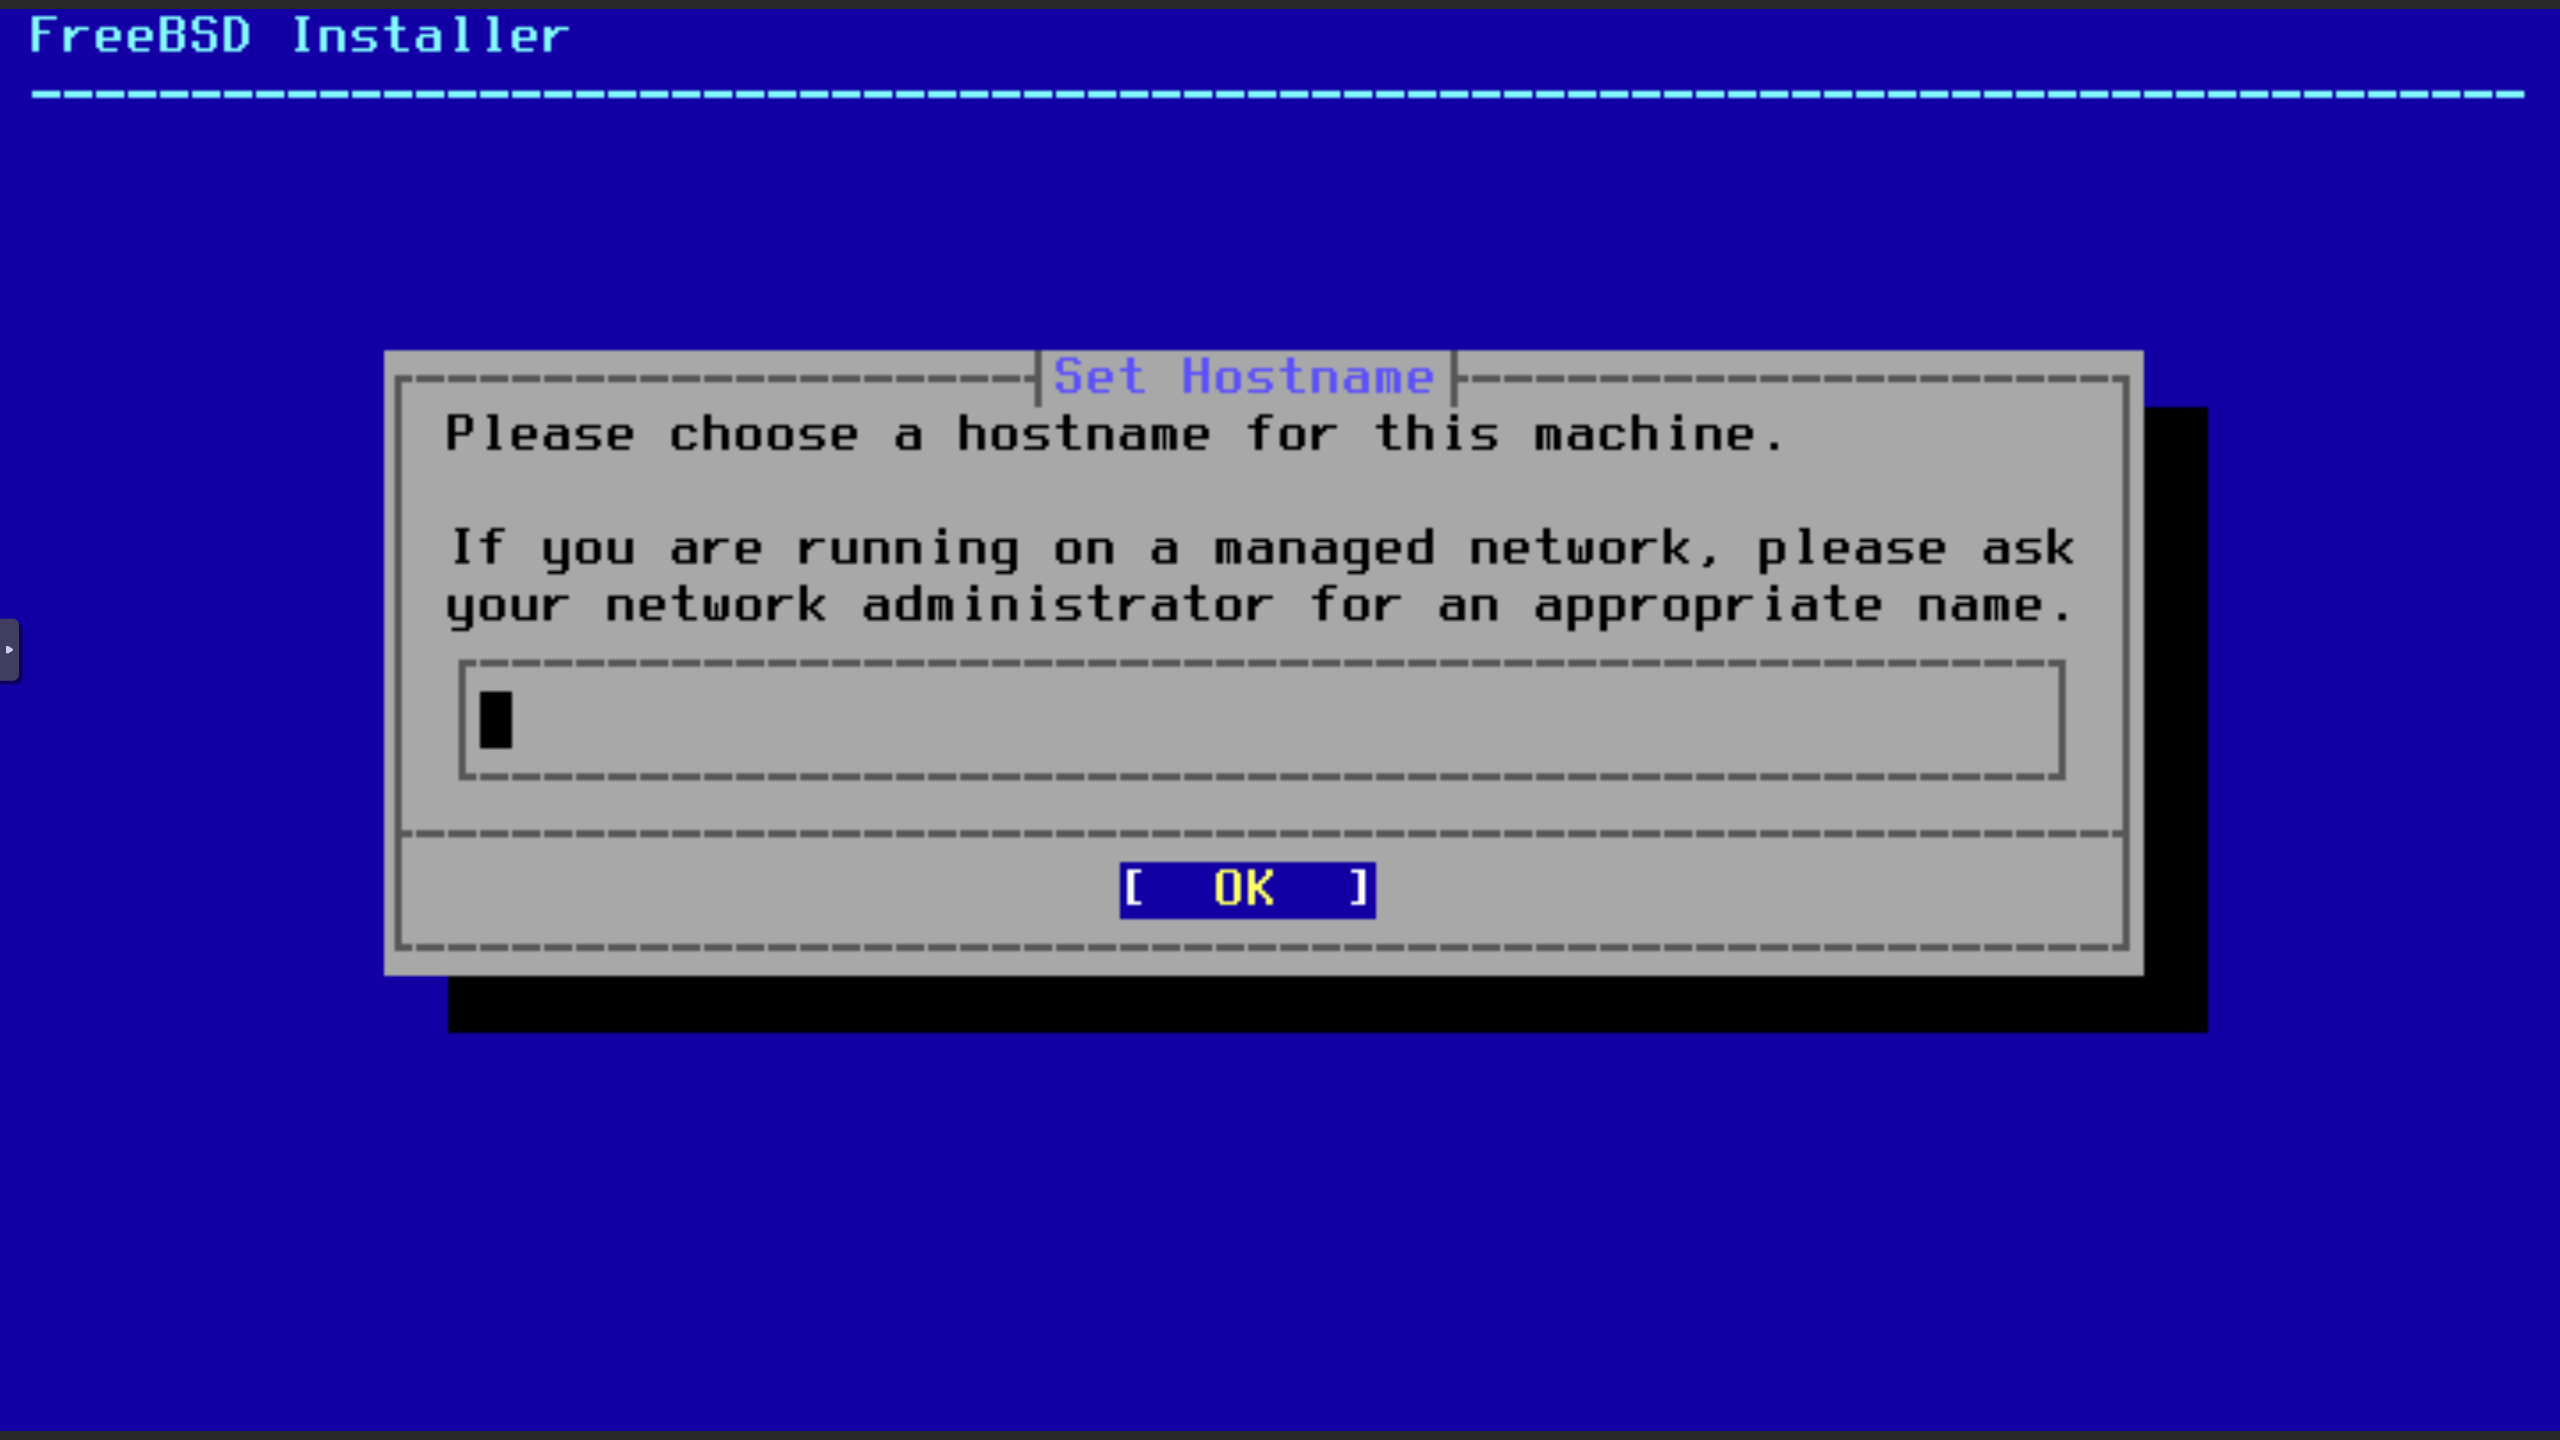 FreeBSD Installer
Set Hostname
Please choose a hostname for this machine.
If you are running on a managed network, please ask
your network administrator for an appropriate name.
[ OK ]